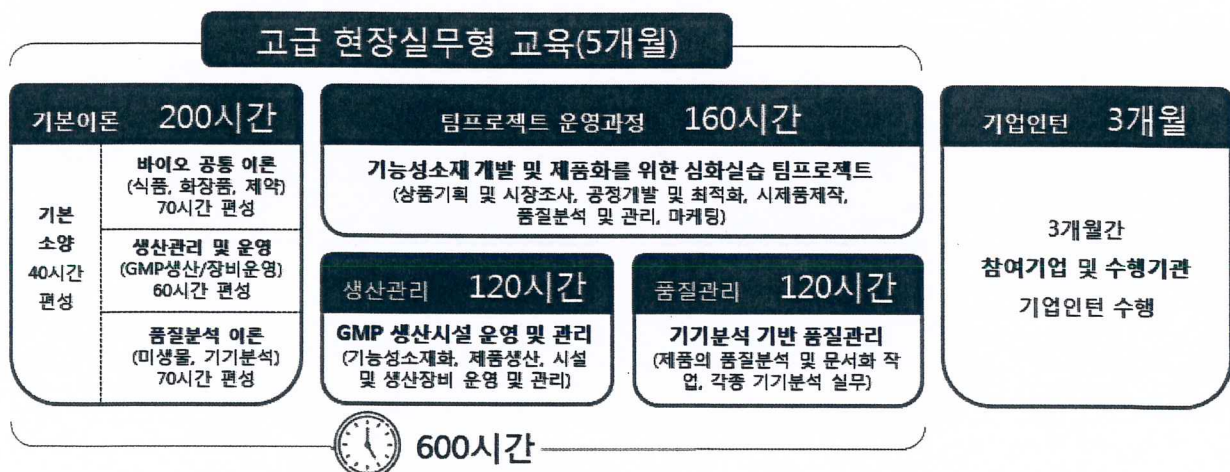 고급 현장실무형 교육(5개월)
기본이론 200시간
기본
소양
40시간
편성
바이오 공통 이론
(식품, 화장품, 제약)
70시간 편성
생산관리 및 운영
(GMP생산/장비운영)
60시간 편성
품질분석 이론
(미생물, 기기분석)
70시간 편성
팀프로젝트 운영과정 160시간
기능성소재 개발 및 제품화를 위한 심화실습 팀프로젝트
(상품기획 및 시장조사, 공정개발 및 최적화, 시제품제작,
품질분석 및 관리, 마케팅)
생산관리 120시간
GMP 생산시설 운영 및 관리
(기능성소재화, 제품생산, 시설
및 생산장비 운영 및 관리)
품질관리 120시간
기기분석 기반 품질관리
(제품의 품질분석 및 문서화 작
업, 각종 기기분석 실무)
기업인턴 3개월
3개월간
참여기업 및 수행기관
기업인턴 수행
600시간